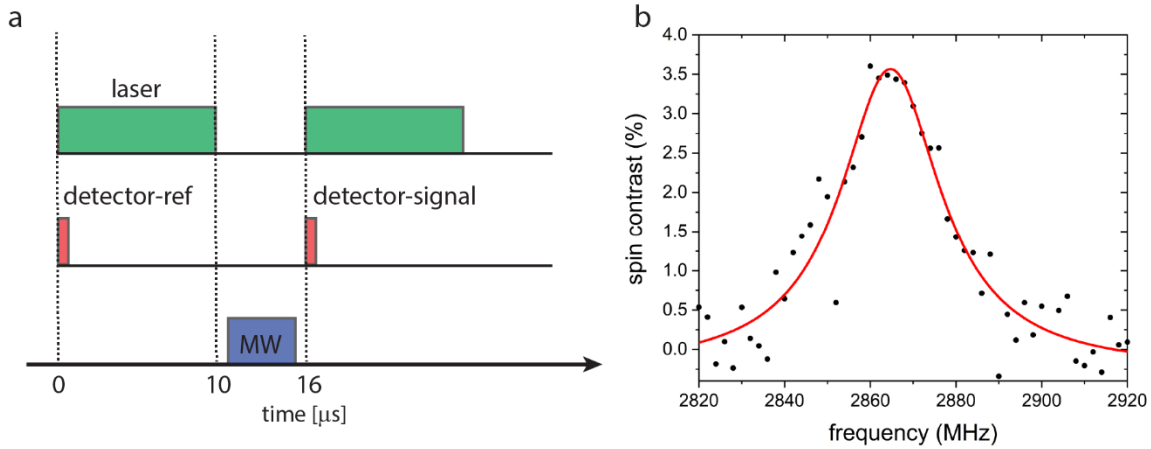 a
laser
detector-ref
detector-signal
MW
0
10
16
time [μs]
b
4.0
3.5
3.0
2.5
2.0
1.5
1.0
0.5
0.0
spin contrast (%)
2820
2840
2860
2880
2900
2920
frequency (MHz)